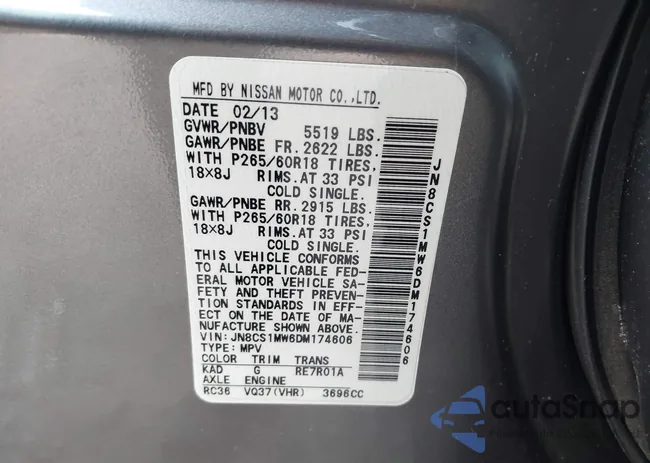 MFD BY NISSAN MOTOR CO.,LTD.
DATE 02/13
GVWR/PNBV 5519 LBS.
GAWR/PNBE FR. 2622 LBS.
WITH P265/60R18 TIRES,
18X8J RIMS. AT 33 PSI
COLD SINGLE.
GAWR/PNBE RR. 2915 LBS.
WITH P265/60R18 TIRES,
18X8J RIMS. AT 33 PSI
COLD SINGLE.
THIS VEHICLE CONFORMS
TO ALL APPLICABLE FED-
ERAL MOTOR VEHICLE SA-
FETY AND THEFT PREVEN-
TION STANDARDS IN EFF-
ECT ON THE DATE OF MA-
NUFACTURE SHOWN ABOVE.
VIN: JN8CS1MW6DM174606
TYPE: MPV
COLOR TRIM TRANS
KAD G RE7R01A
AXLE ENGINE
RC36 VQ37(VHR) 3696CC
JN8CS1MW6DM174606
autoSnap